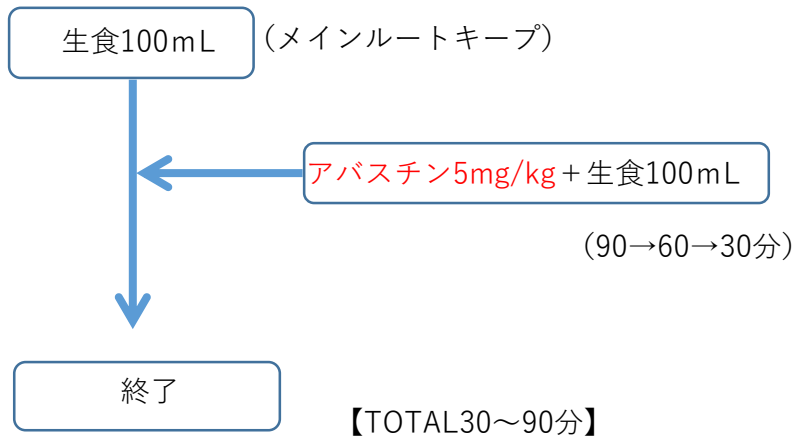 生食100mL (メインルートキープ)
アバスチン5mg/kg+生食100mL
(90→60→30分)
終了
【TOTAL30～90分】